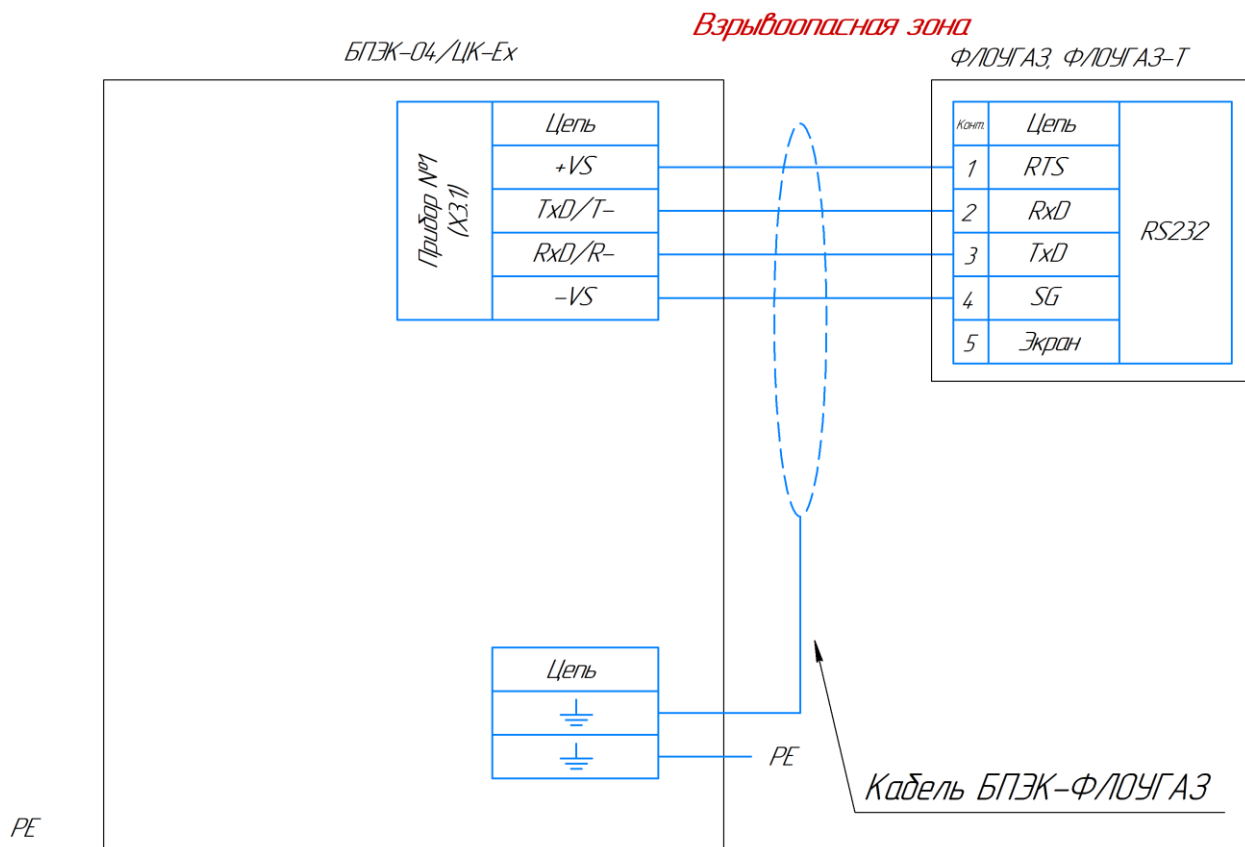 Взрывоопасная зона
БПЭК-04/ЦК-Ex
ФЛОУГАЗ, ФЛОУГАЗ-Т
Прибор №1
(X3.1)
Цепь
+VS
TxD/T-
RxD/R-
-VS
Конт. Цепь
1 RTS
2 RxD
3 TxD
4 SG
5 Экран
RS232
Цепь
PE
Кабель БПЭК-ФЛОУГАЗ
PE